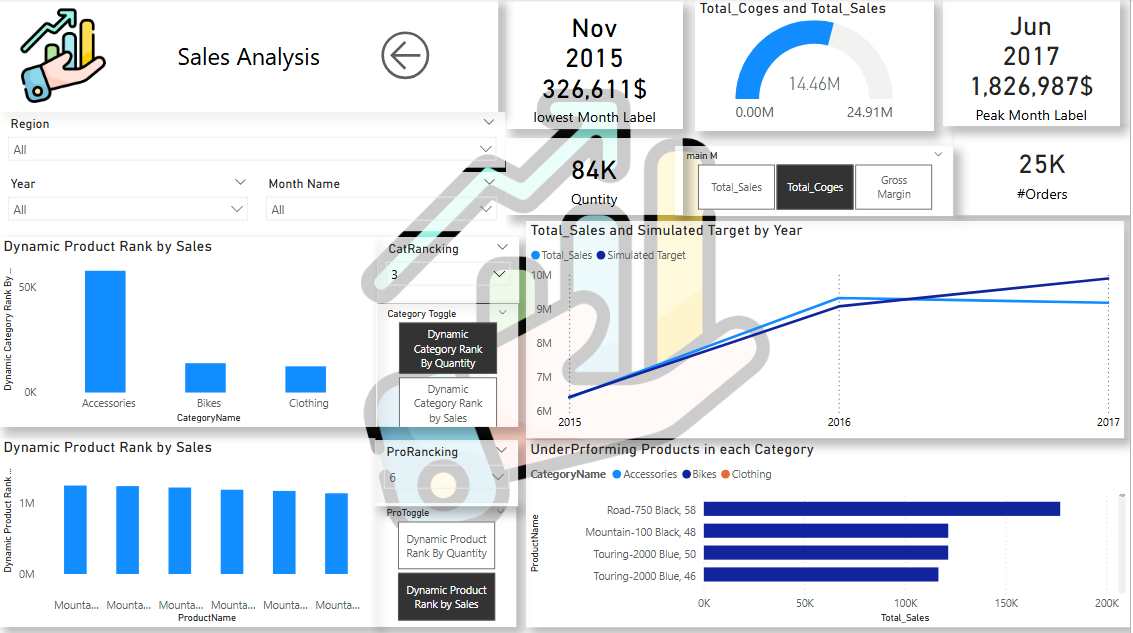 Sales Analysis
Nov
2015
326,611$
lowest Month Label
Total_Coges and Total_Sales
14.46M
0.00M
24.91M
Jun
2017
1,826,987$
Peak Month Label
Region
All
Year
Month Name
All
All
84K
Quntity
main M
Total_Sales
Total_Coges
Gross
Margin
25K
#Orders
Dynamic Product Rank by Sales
Dynamic Category Rank By ...
50K
0K
Accessories
Bikes
Clothing
CategoryName
CatRancking
3
Category Toggle
Dynamic
Category Rank
By Quantity
Dynamic
Category Rank
by Sales
Total_Sales and Simulated Target by Year
Total_Sales
Simulated Target
10M
9M
8M
7M
6M
2015
2016
2017
Dynamic Product Rank by Sales
Dynamic Product Rank ...
1M
0M
Mounta...
Mounta...
Mounta...
Mounta...
Mounta...
Mounta...
ProductName
ProRancking
6
ProToggle
Dynamic Product
Rank By Quantity
Dynamic Product
Rank by Sales
UnderPrforming Products in each Category
CategoryName
Accessories
Bikes
Clothing
ProductName
Road-750 Black, 58
Mountain-100 Black, 48
Touring-2000 Blue, 50
Touring-2000 Blue, 46
0K
50K
100K
150K
200K
Total_Sales